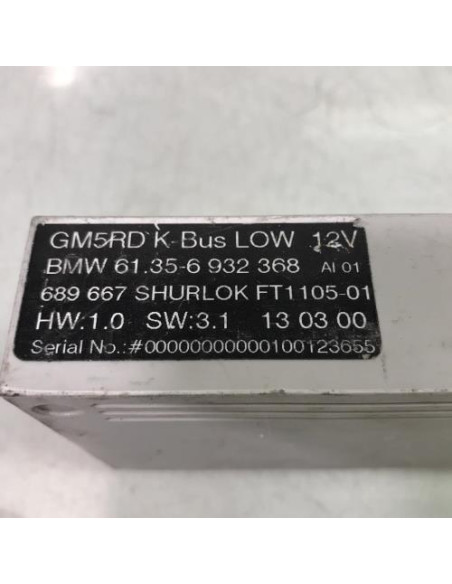 GM5RD K-Bus LOW 12V
BMW 61.35-6 932 368 AI 01
689 667 SHURLOK FT1105-01
HW:1.0 SW:3.1 13 03 00
Serial No.:#00000000000100123655